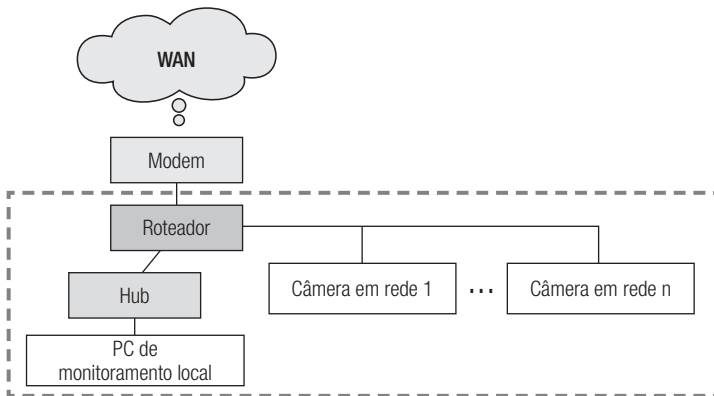 WAN
Modem
Roteador
Câmera em rede 1
...
Câmera em rede n
Hub
PC de
monitoramento local